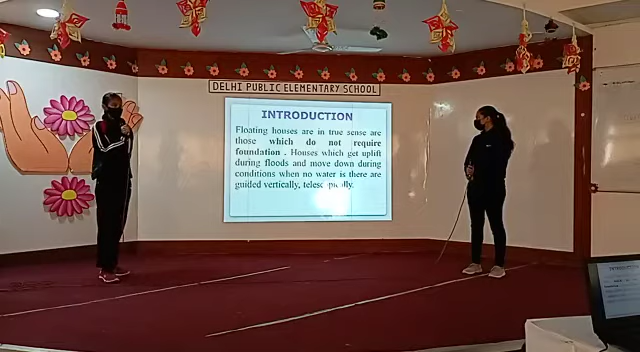 DELHI PUBLIC ELEMENTARY SCHOOL
INTRODUCTION
Floating houses are in true sense are
those which do not require
foundation . Houses which get uplift
during floods and move down during
conditions when no water is there are
guided vertically, telescopically.